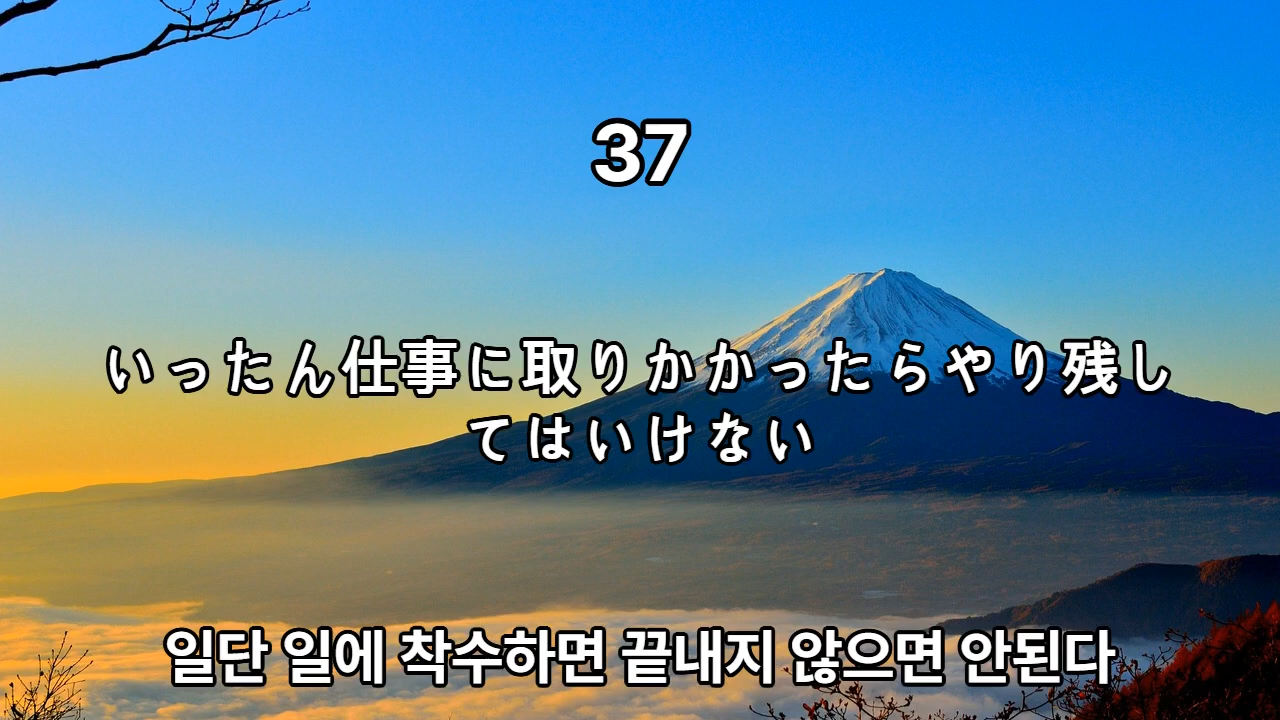 37
いったん仕事に取りかかったらやり残し
てはいけない
일단 일에 착수하면 끝내지 않으면 안된다